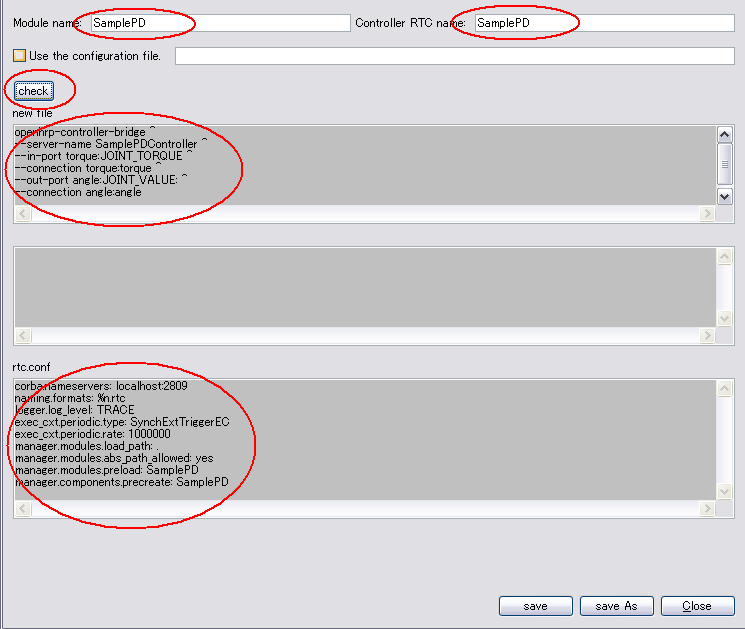 Module name: SamplePD Controller RTC name: SamplePD
Use the configuration file.
check
new file
openhrp-controller-bridge ^
--server-name SamplePDController ^
--in-port torque:JOINT_TORQUE ^
--connection torque:torque ^
--out-port angle:JOINT_VALUE: ^
--connection angle:angle
rtc.conf
corba.nameservers: localhost:2809
naming.formats: %n.rtc
logger.log_level: TRACE
exec_cxt.periodic.type: SynchExtTriggerEC
exec_cxt.periodic.rate: 1000000
manager.modules.load_path: .
manager.modules.abs_path_allowed: yes
manager.modules.preload: SamplePD
manager.components.precreate: SamplePD
save save As Close